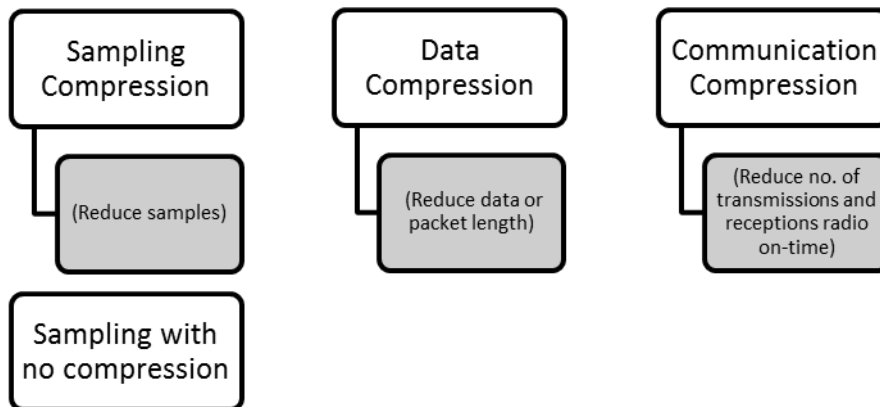 Sampling
Compression
(Reduce samples)
Sampling with
no compression
Data
Compression
(Reduce data or
packet length)
Communication
Compression
(Reduce no. of
transmissions and
receptions radio
on-time)